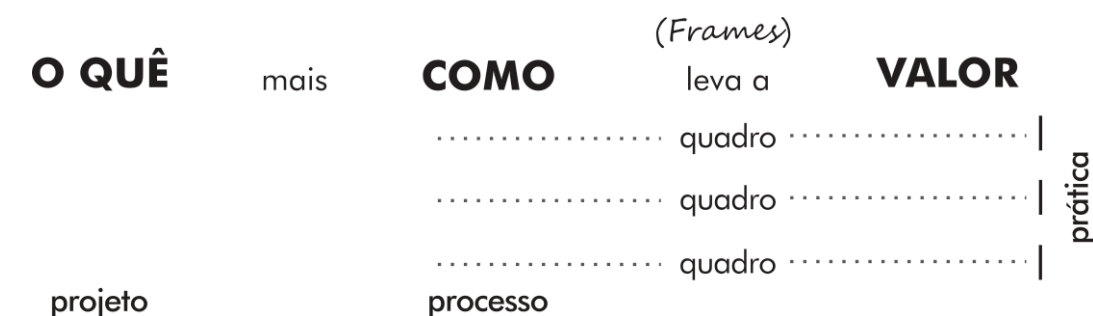 (Frames)
O QUÊ mais COMO leva a VALOR
quadro
quadro
quadro
prática
projeto processo